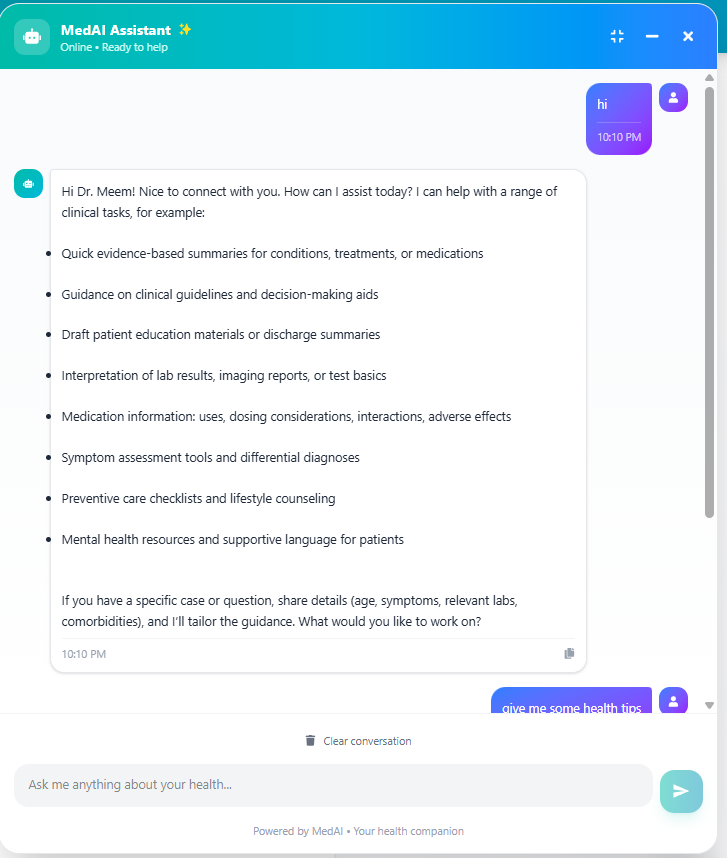 MedAI Assistant ✨
Online • Ready to help
hi
10:10 PM
Hi Dr. Meem! Nice to connect with you. How can I assist today? I can help with a range of
clinical tasks, for example:
• Quick evidence-based summaries for conditions, treatments, or medications
• Guidance on clinical guidelines and decision-making aids
• Draft patient education materials or discharge summaries
• Interpretation of lab results, imaging reports, or test basics
• Medication information: uses, dosing considerations, interactions, adverse effects
• Symptom assessment tools and differential diagnoses
• Preventive care checklists and lifestyle counseling
• Mental health resources and supportive language for patients
If you have a specific case or question, share details (age, symptoms, relevant labs,
comorbidities), and I'll tailor the guidance. What would you like to work on?
10:10 PM
give me some health tips
Clear conversation
Ask me anything about your health...
Powered by MedAI • Your health companion